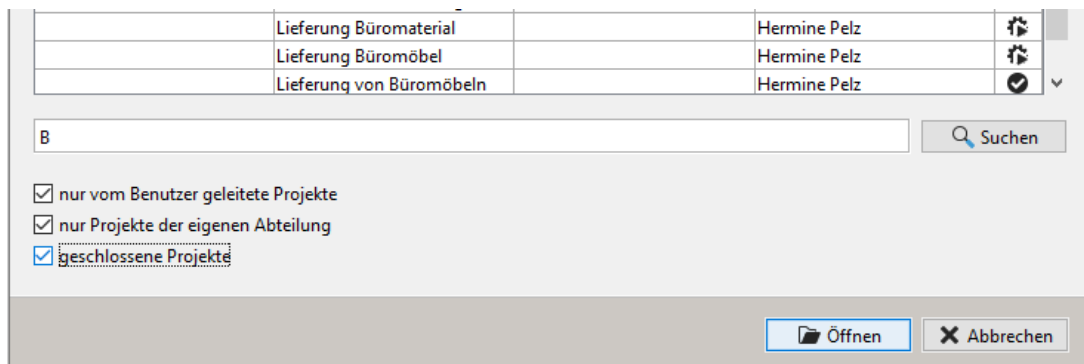 Lieferung Büromaterial Hermine Pelz
Lieferung Büromöbel Hermine Pelz
Lieferung von Büromöbeln Hermine Pelz
B Suchen
nur vom Benutzer geleitete Projekte
nur Projekte der eigenen Abteilung
geschlossene Projekte
Öffnen Abbrechen